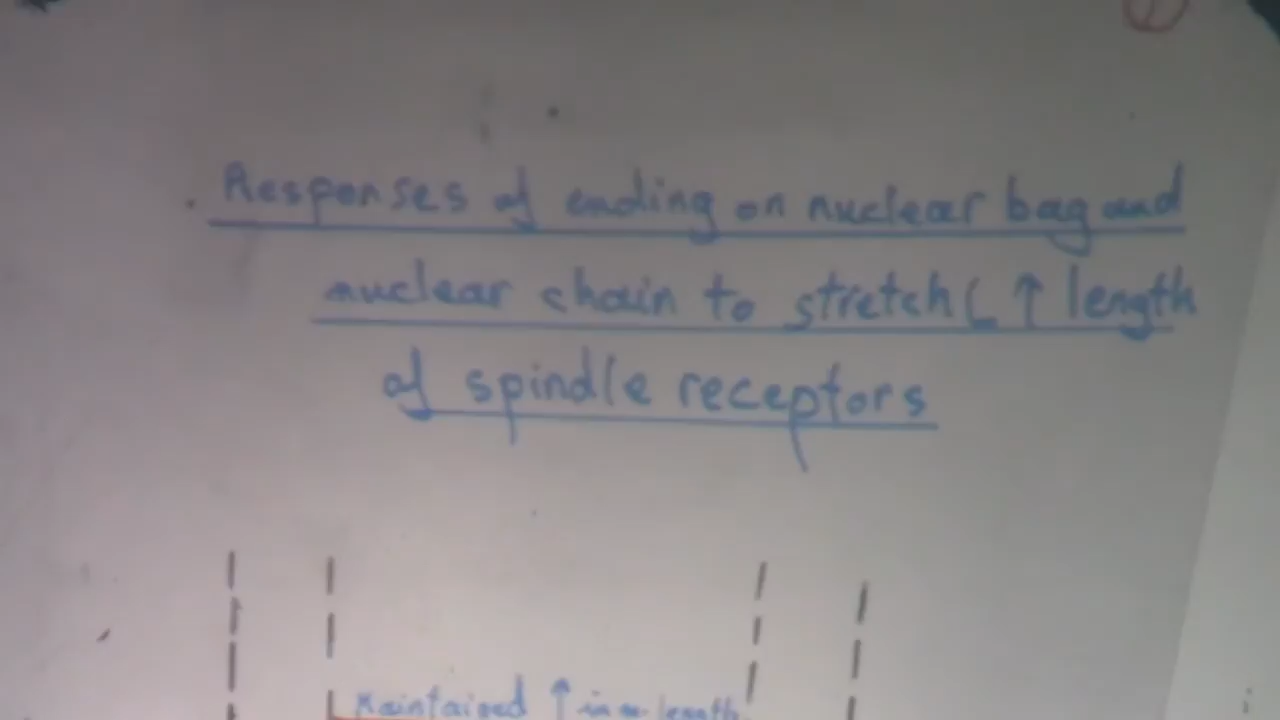 Responses of ending on nuclear bag and
nuclear chain to stretch ( ↑ length
of spindle receptors
Maintained ↑ in m. length